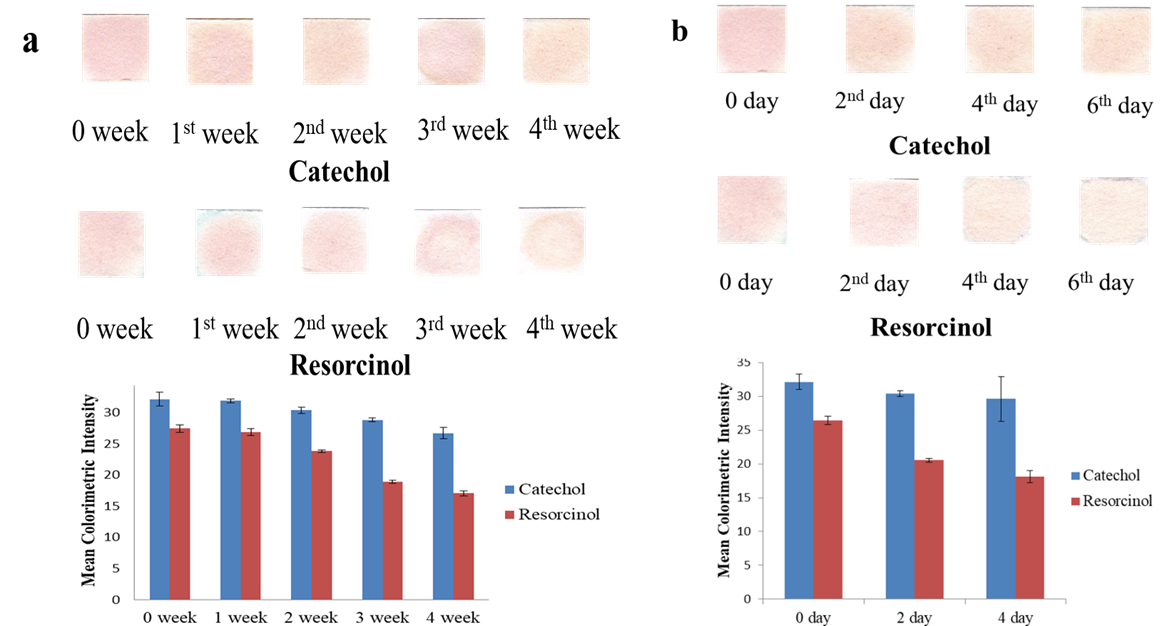 a
0 week 1st week 2nd week 3rd week 4th week
Catechol
0 week 1st week 2nd week 3rd week 4th week
Resorcinol
Mean Colorimetric Intensity
30
25
20
15
10
5
0
0 week 1 week 2 week 3 week 4 week
Catechol
Resorcinol
b
0 day 2nd day 4th day 6th day
Catechol
0 day 2nd day 4th day 6th day
Resorcinol
Mean Colorimetric Intensity
35
30
25
20
15
10
5
0
0 day 2 day 4 day
Catechol
Resorcinol